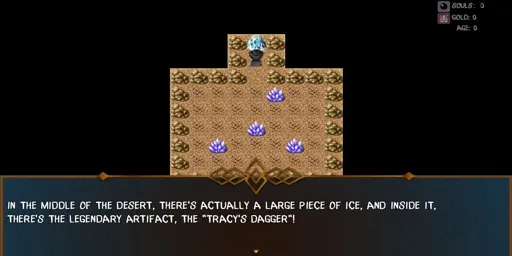 SOULS: 0
GOLD: 0
AGE: 0
IN THE MIDDLE OF THE DESERT, THERE'S ACTUALLY A LARGE PIECE OF ICE, AND INSIDE IT,
THERE'S THE LEGENDARY ARTIFACT, THE "TRACY'S DAGGER"!